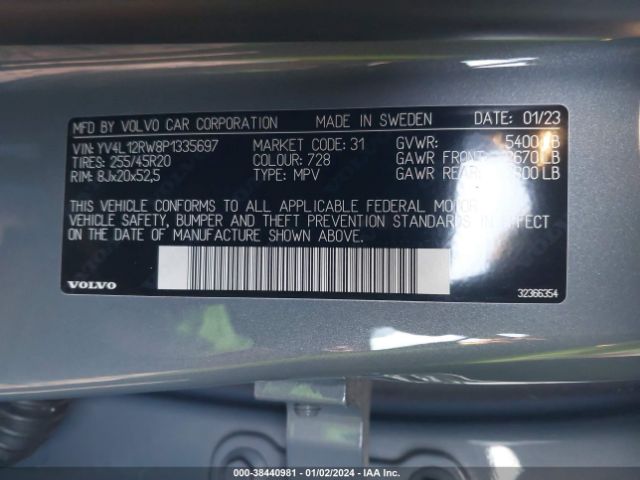 MFD BY VOLVO CAR CORPORATION MADE IN SWEDEN DATE: 01/23
VIN: YV4L12RW8P1335697 MARKET CODE: 31 GVWR: 5400 LB
TIRES: 255/45R20 COLOUR: 728 GAWR FRONT: 2670 LB
RIM: 8Jx20x52,5 TYPE: MPV GAWR REAR: LB
THIS VEHICLE CONFORMS TO ALL APPLICABLE FEDERAL MOTOR
VEHICLE SAFETY, BUMPER AND THEFT PREVENTION STANDARDS IN EFFECT
ON THE DATE OF MANUFACTURE SHOWN ABOVE.
VOLVO 32366354
000-38440981 | 01/02/2024 | IAA Inc.